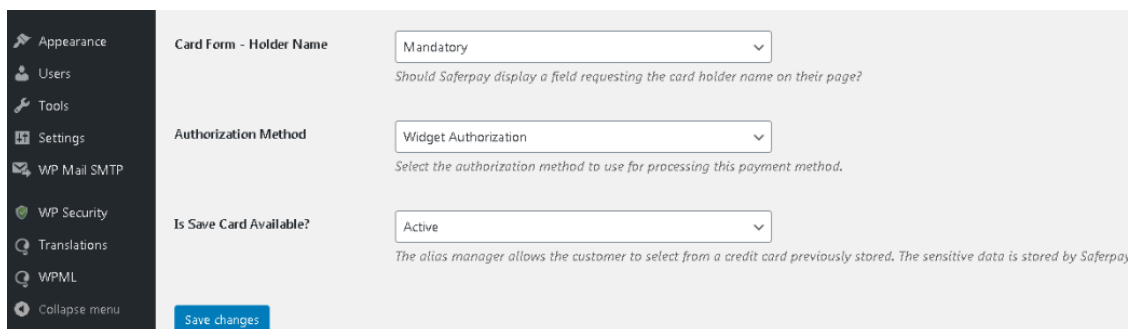 Appearance
Users
Tools
Settings
WP Mail SMTP
WP Security
Translations
WPML
Collapse menu
Card Form - Holder Name
Mandatory
Should Saferpay display a field requesting the card holder name on their page?
Authorization Method
Widget Authorization
Select the authorization method to use for processing this payment method.
Is Save Card Available?
Active
The alias manager allows the customer to select from a credit card previously stored. The sensitive data is stored by Saferpay
Save changes